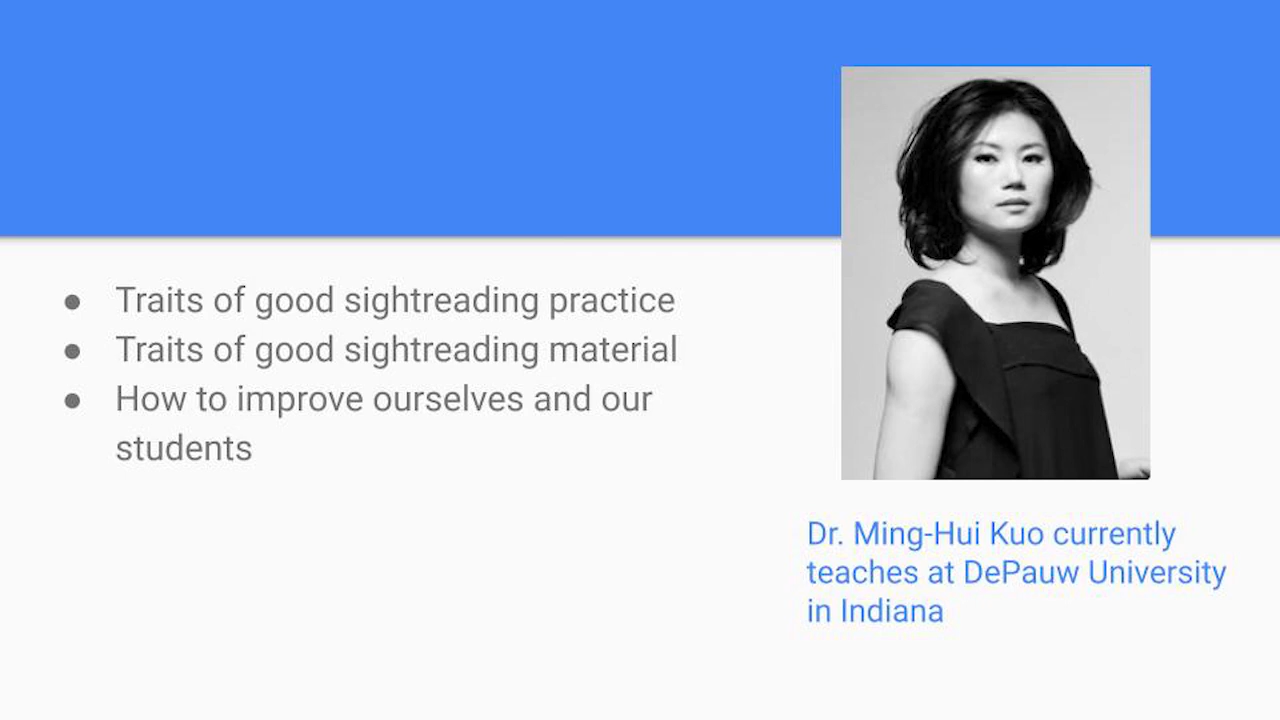 ● Traits of good sightreading practice
● Traits of good sightreading material
● How to improve ourselves and our
students
Dr. Ming-Hui Kuo currently
teaches at DePauw University
in Indiana